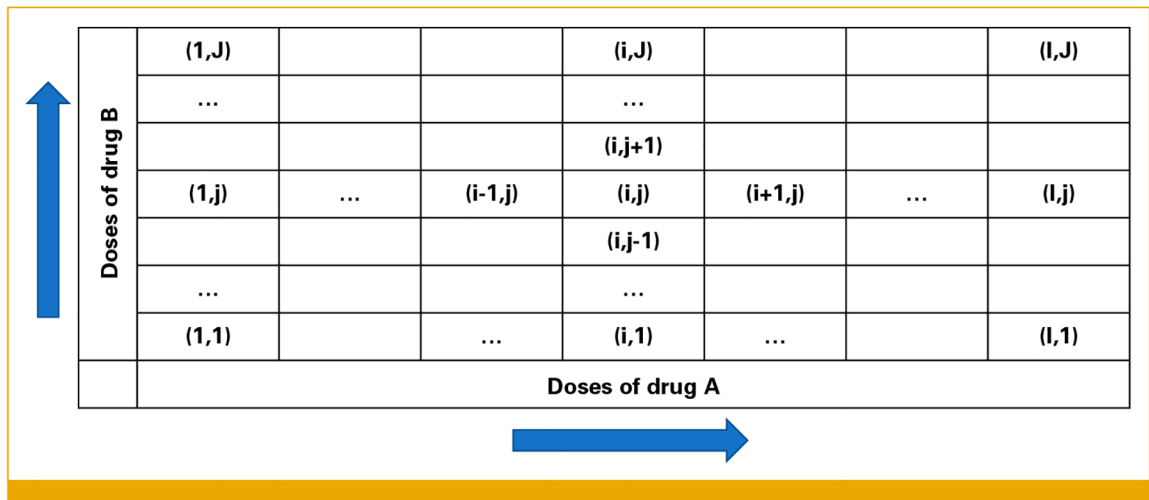 Doses of drug B
(1,J) (i,J) (I,J)
... ...
(i,j+1)
(1,j) ... (i-1,j) (i,j) (i+1,j) ... (I,j)
(i,j-1)
... ...
(1,1) ... (i,1) ... (I,1)
Doses of drug A